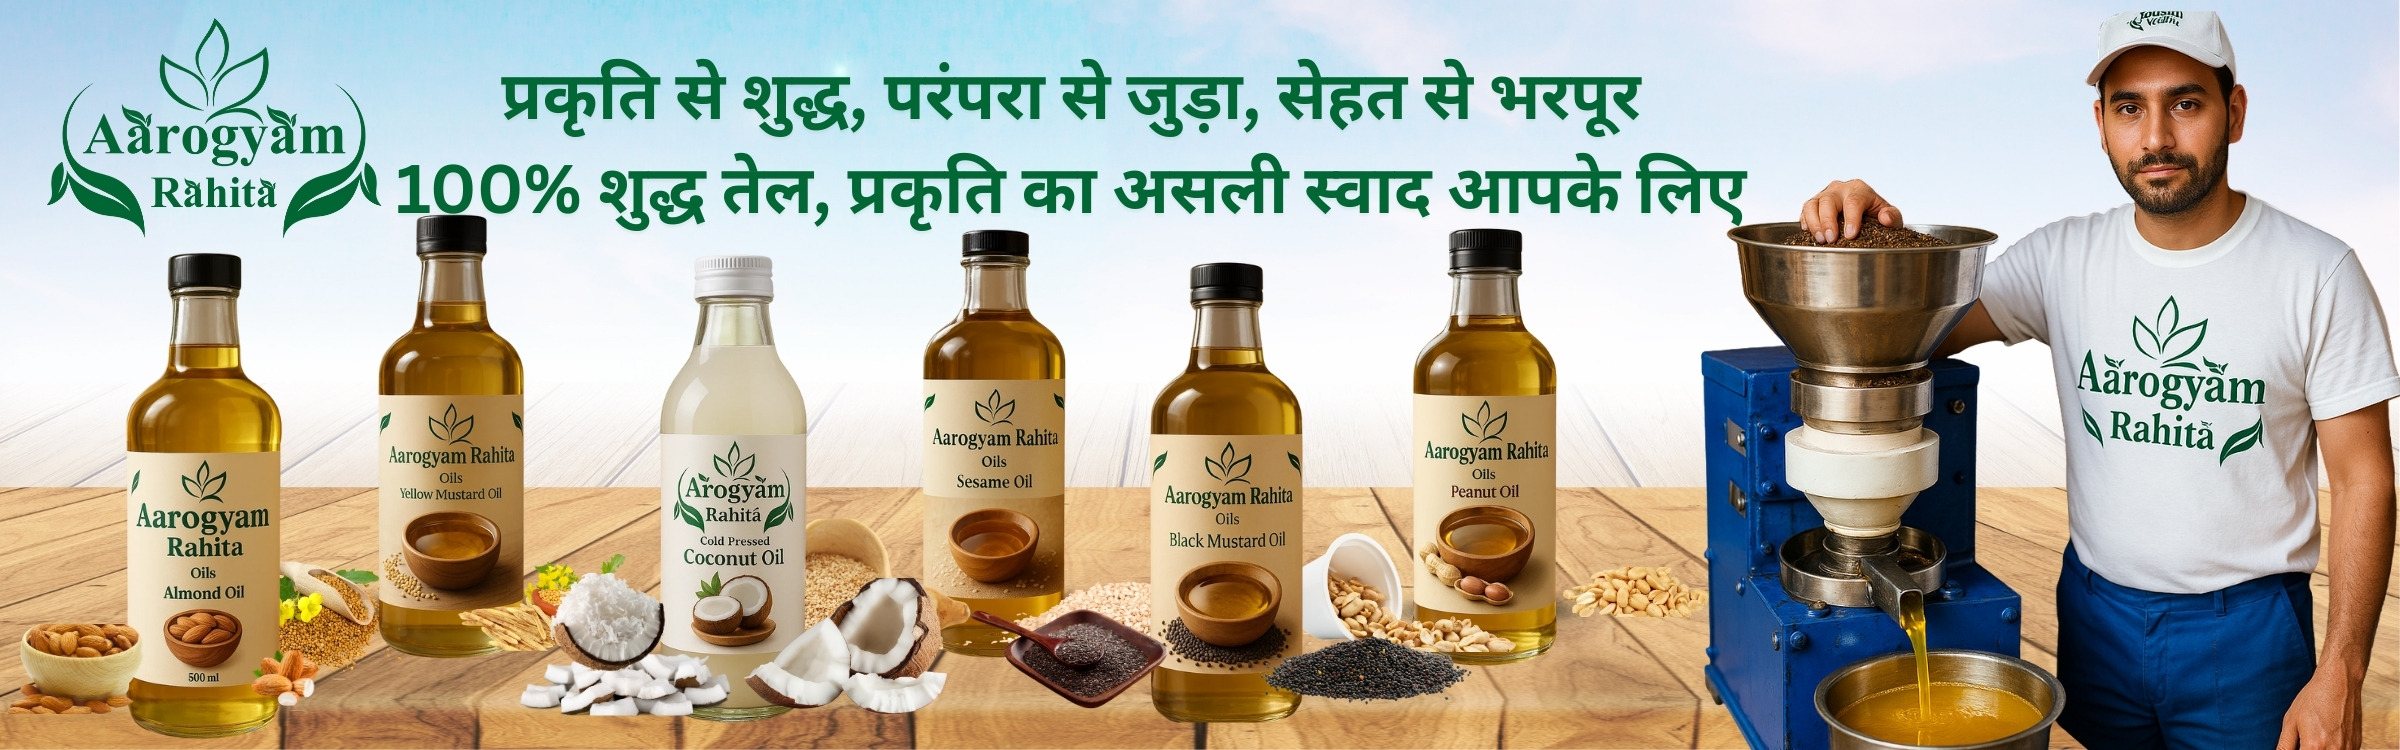 Aarogyam
Rahita
प्रकृति से शुद्ध, परंपरा से जुड़ा, सेहत से भरपूर
100% शुद्ध तेल, प्रकृति का असली स्वाद आपके लिए
Aarogyam
Rahita
Oils
Almond Oil
500 ml
Aarogyam Rahita
Oils
Yellow Mustard Oil
Arogyam
Rahita
Cold Pressed
Coconut Oil
Aarogyam Rahita
Oils
Sesame Oil
Aarogyam Rahita
Oils
Black Mustard Oil
Aarogyam Rahita
Oils
Peanut Oil
Aarogyam
Rahita